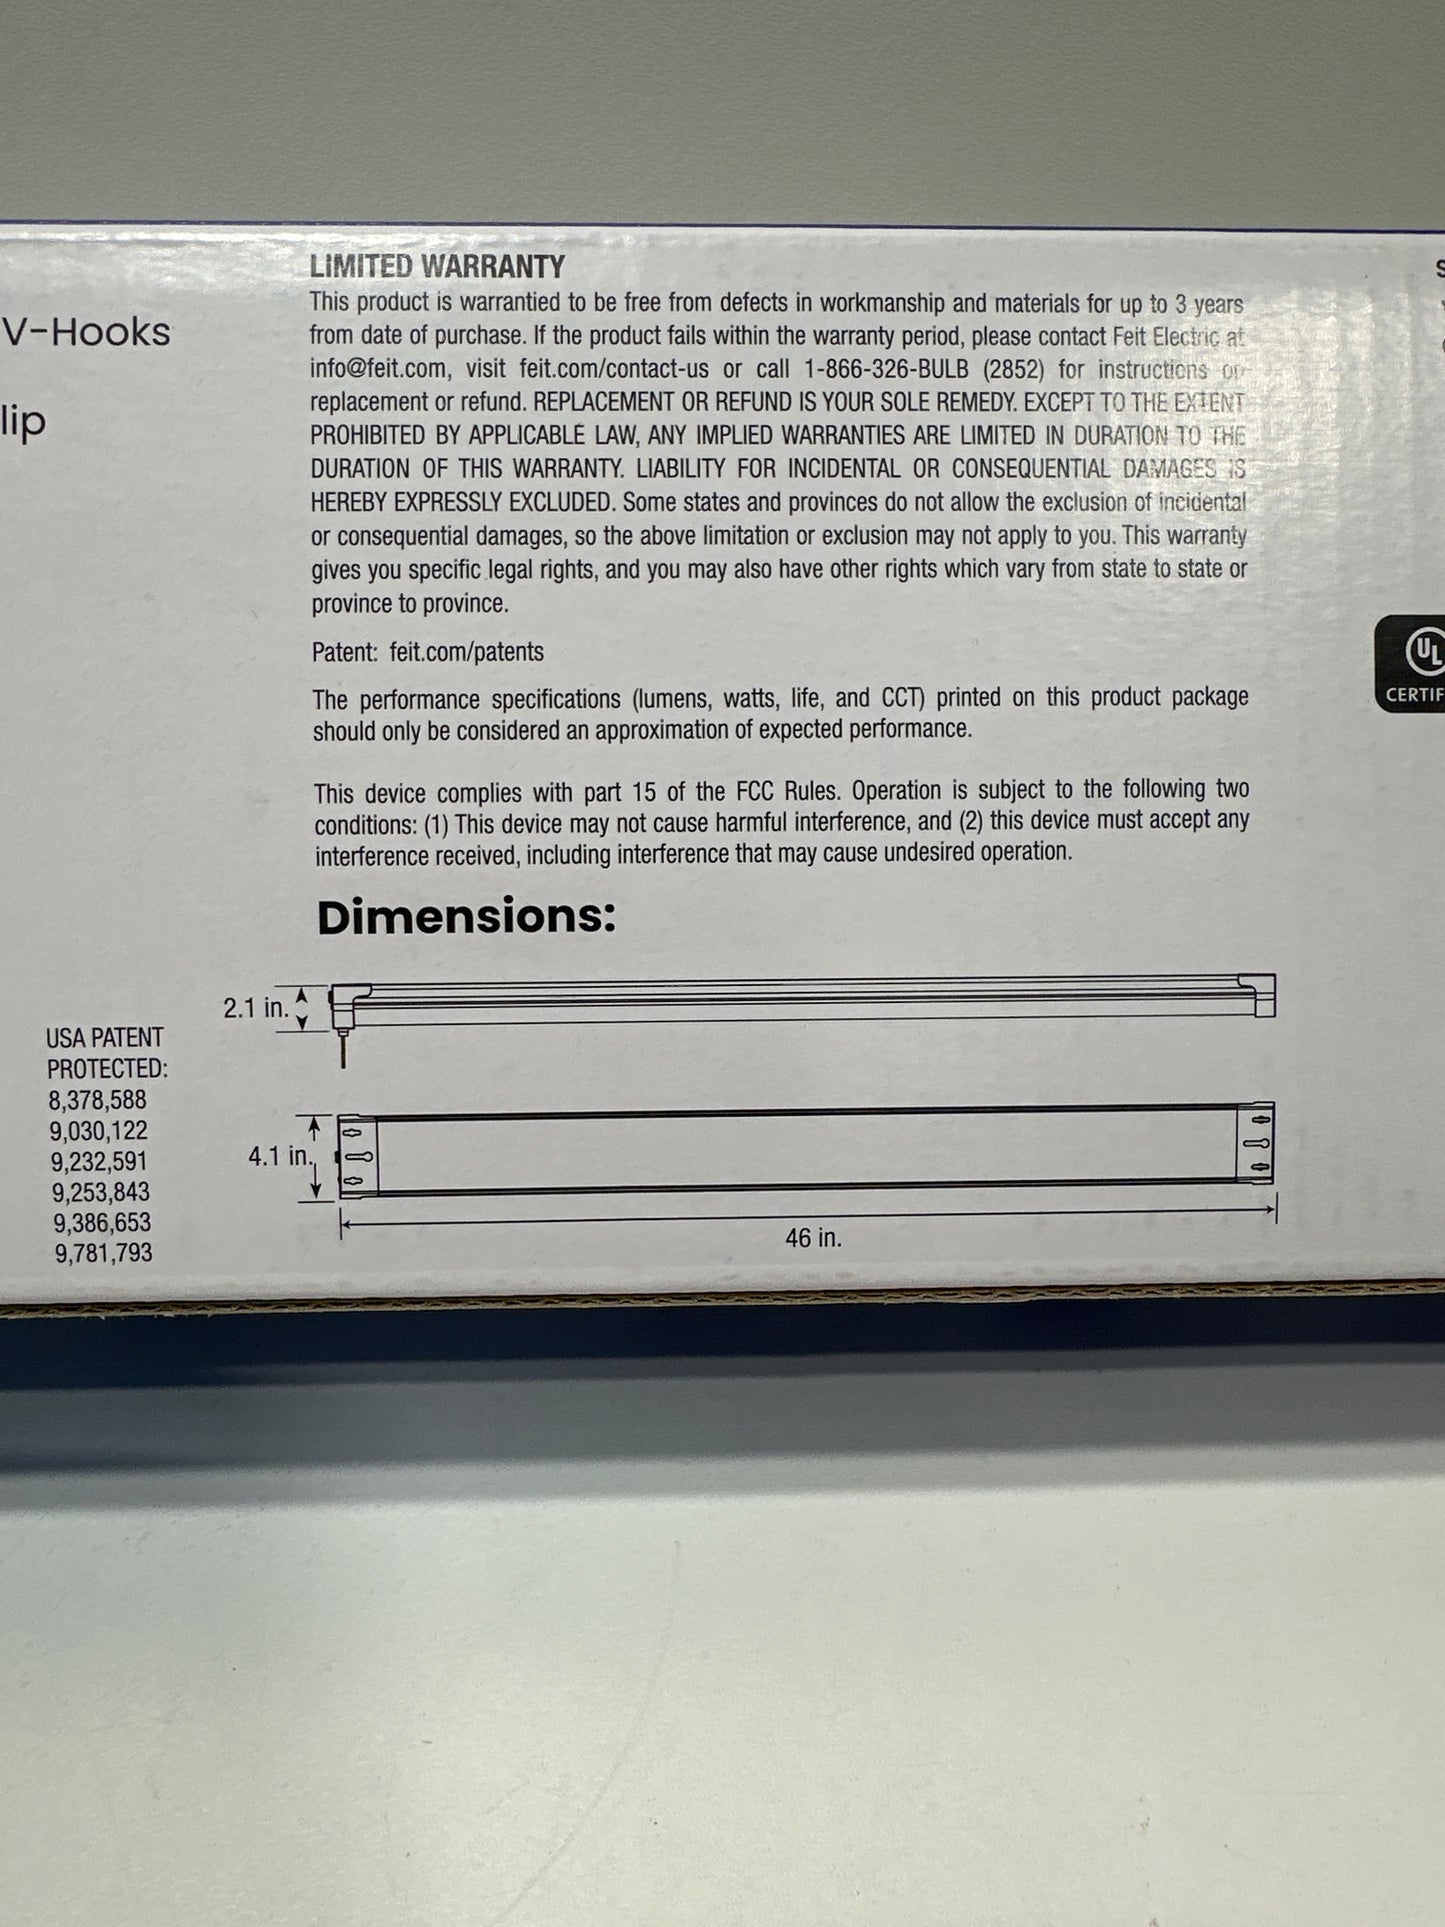 V-Hooks
lip
LIMITED WARRANTY
This product is warrantied to be free from defects in workmanship and materials for up to 3 years
from date of purchase. If the product fails within the warranty period, please contact Feit Electric at
info@feit.com, visit feit.com/contact-us or call 1-866-326-BULB (2852) for instructions on
replacement or refund. REPLACEMENT OR REFUND IS YOUR SOLE REMEDY. EXCEPT TO THE EXTENT
PROHIBITED BY APPLICABLE LAW, ANY IMPLIED WARRANTIES ARE LIMITED IN DURATION TO THE
DURATION OF THIS WARRANTY. LIABILITY FOR INCIDENTAL OR CONSEQUENTIAL DAMAGES IS
HEREBY EXPRESSLY EXCLUDED. Some states and provinces do not allow the exclusion of incidental
or consequential damages, so the above limitation or exclusion may not apply to you. This warranty
gives you specific legal rights, and you may also have other rights which vary from state to state or
province to province.
Patent: feit.com/patents
The performance specifications (lumens, watts, life, and CCT) printed on this product package
should only be considered an approximation of expected performance.
This device complies with part 15 of the FCC Rules. Operation is subject to the following two
conditions: (1) This device may not cause harmful interference, and (2) this device must accept any
interference received, including interference that may cause undesired operation.
Dimensions:
2.1 in.
4.1 in.
46 in.
USA PATENT
PROTECTED:
8,378,588
9,030,122
9,232,591
9,253,843
9,386,653
9,781,793
UL
CERTIF